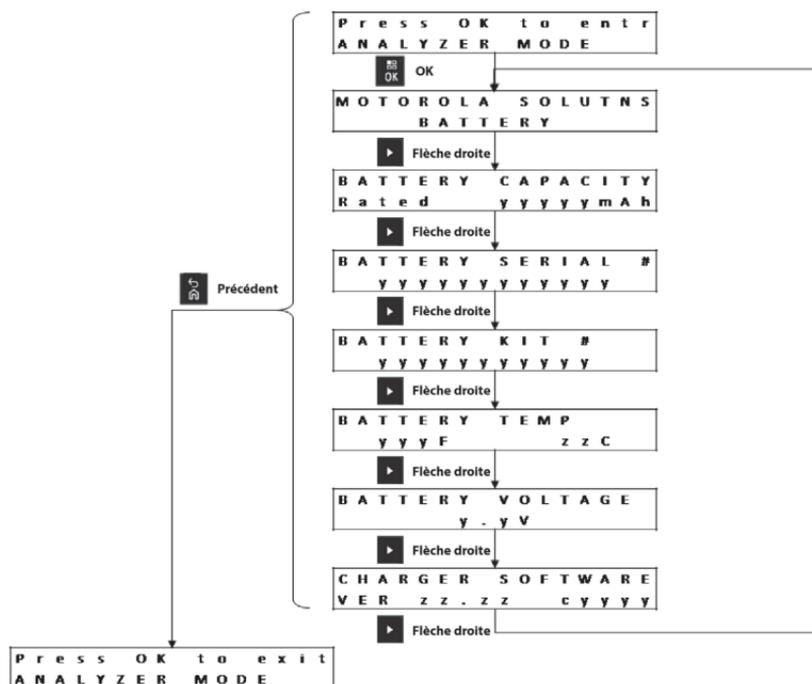 Press OK to entr
ANALYZER MODE
OK
OK
MOTOROLA SOLUTNS
BATTERY
Flèche droite
BATTERY CAPACITY
Rated yyyyymAh
Flèche droite
BATTERY SERIAL #
yyyyyyyyyyyy
Précédent
Flèche droite
BATTERY KIT #
yyyyyyyyyyy
Flèche droite
BATTERY TEMP
yyyF zzC
Flèche droite
BATTERY VOLTAGE
y.yV
Flèche droite
CHARGER SOFTWARE
VER zz.zz cyyyy
Flèche droite
Press OK to exit
ANALYZER MODE